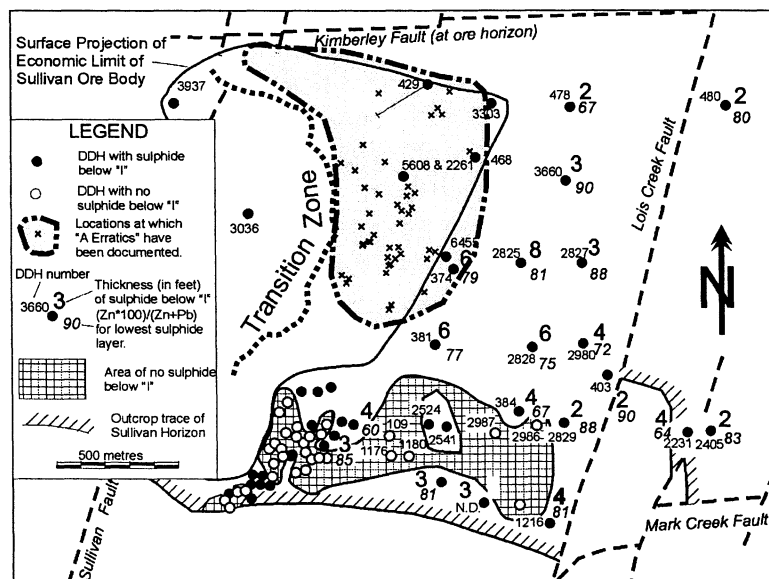 Surface Projection of
Economic Limit of
Sullivan Ore Body
Kimberley Fault (at ore horizon)
3937
429
3303
478 2
67
480 2
80
LEGEND
DDH with sulphide
below "I"
DDH with no
sulphide below "I"
Locations at which
"A Erratics" have
been documented.
DDH number
3660 3
90
Thickness (in feet)
of sulphide below "I"
(Zn*100)/(Zn+Pb)
for lowest sulphide
layer.
Area of no sulphide
below "I"
Outcrop trace of
Sullivan Horizon
500 metres
5608 & 2261
468
3660 3
90
3036
Transition Zone
Lois Creek Fault
N
6455
374 6
79
2825 8
81
2827 3
88
381 6
77
2828 6
75
4
2980 72
403
2
90
4
60
109
2524
2541
2987
384 4
67
2986
2
2829 88
4
64
2231
2
2405 83
3
85
1176
1180
3
81
3
N.D.
4
81
1216
Sullivan Fault
Mark Creek Fault